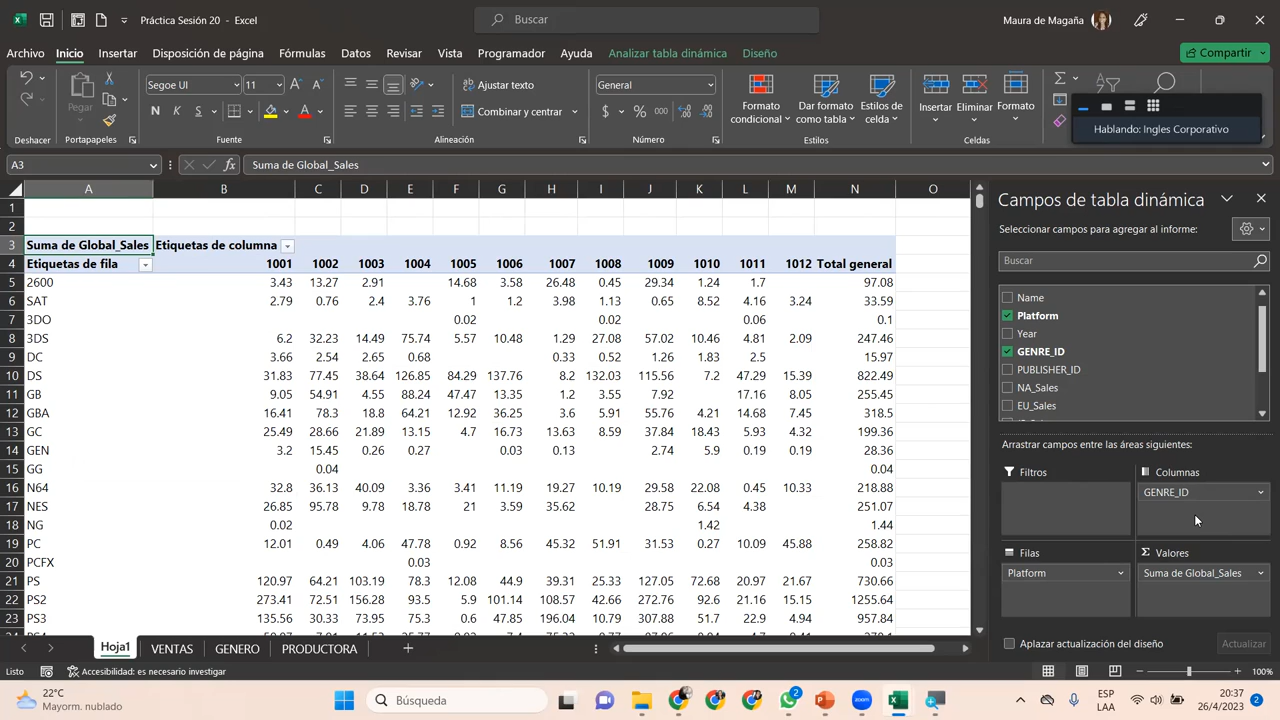 Práctica Sesión 20 - Excel
Buscar
Maura de Magaña
Archivo Inicio Insertar Disposición de página Fórmulas Datos Revisar Vista Programador Ayuda Analizar tabla dinámica Diseño Compartir
Segoe UI 11 Ajustar texto General
Pegar Combinar y centrar Formato condicional Dar formato como tabla Estilos de celda Insertar Eliminar Formato
Hablando: Ingles Corporativo
Deshacer Portapapeles Fuente Alineación Número Estilos
A3 Suma de Global_Sales
A B C D E F G H I J K L M N O
1
2
3 Suma de Global_Sales Etiquetas de columna
4 Etiquetas de fila 1001 1002 1003 1004 1005 1006 1007 1008 1009 1010 1011 1012 Total general
5 2600 3.43 13.27 2.91 14.68 3.58 26.48 0.45 29.34 1.24 1.7 97.08
6 SAT 2.79 0.76 2.4 3.76 1 1.2 3.98 1.13 0.65 8.52 4.16 3.24 33.59
7 3DO 0.02 0.02 0.06 0.1
8 3DS 6.2 32.23 14.49 75.74 5.57 10.48 1.29 27.08 57.02 10.46 4.81 2.09 247.46
9 DC 3.66 2.54 2.65 0.68 0.33 0.52 1.26 1.83 2.5 15.97
10 DS 31.83 77.45 38.64 126.85 84.29 137.76 8.2 132.03 115.56 7.2 47.29 15.39 822.49
11 GB 9.05 54.91 4.55 88.24 47.47 13.35 1.2 3.55 7.92 17.16 8.05 255.45
12 GBA 16.41 78.3 18.8 64.21 12.92 36.25 3.6 5.91 55.76 4.21 14.68 7.45 318.5
13 GC 25.49 28.66 21.89 13.15 4.7 16.73 13.63 8.59 37.84 18.43 5.93 4.32 199.36
14 GEN 3.2 15.45 0.26 0.27 0.03 0.13 2.74 5.9 0.19 0.19 28.36
15 GG 0.04 0.04
16 N64 32.8 36.13 40.09 3.36 3.41 11.19 19.27 10.19 29.58 22.08 0.45 10.33 218.88
17 NES 26.85 95.78 9.78 18.78 21 3.59 35.62 28.75 6.54 4.38 251.07
18 NG 0.02 1.42 1.44
19 PC 12.01 0.49 4.06 47.78 0.92 8.56 45.32 51.91 31.53 0.27 10.09 45.88 258.82
20 PCFX 0.03 0.03
21 PS 120.97 64.21 103.19 78.3 12.08 44.9 39.31 25.33 127.05 72.68 20.97 21.67 730.66
22 PS2 273.41 72.51 156.28 93.5 5.9 101.14 108.57 42.66 272.76 92.6 21.16 15.15 1255.64
23 PS3 135.56 30.33 73.95 75.3 0.6 47.85 196.04 10.79 307.88 51.7 22.9 4.94 957.84
Campos de tabla dinámica
Seleccionar campos para agregar al informe:
Buscar
Name
Platform
Year
GENRE_ID
PUBLISHER_ID
NA_Sales
EU_Sales
Arrastrar campos entre las áreas siguientes:
Filtros Columnas
GENRE_ID
Filas Valores
Platform Suma de Global_Sales
Aplazar actualización del diseño Actualizar
Hoja1 VENTAS GENERO PRODUCTORA
Listo Accesibilidad: es necesario investigar 100%
22°C
Mayorm. nublado
Búsqueda
2
ESP
LAA
20:37
26/4/2023
2